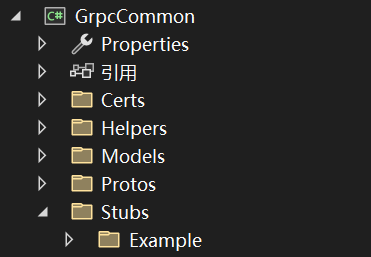 C# GrpcCommon
Properties
引用
Certs
Helpers
Models
Protos
Stubs
Example